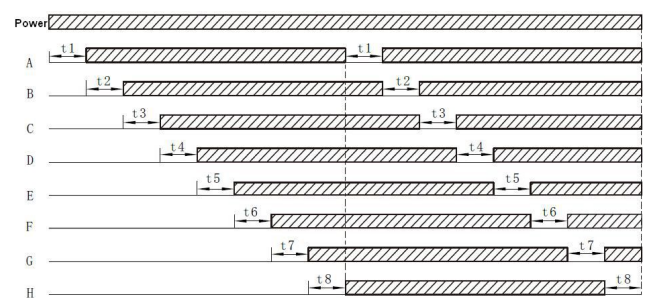 Power
A t1 t1
B t2 t2
C t3 t3
D t4 t4
E t5 t5
F t6 t6
G t7 t7
H t8 t8